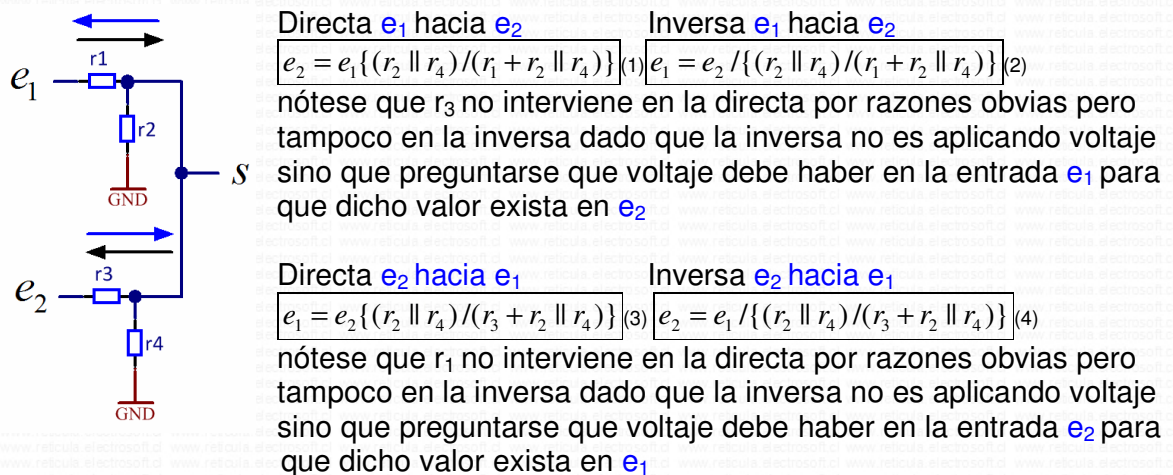 Directa e₁ hacia e₂ Inversa e₁ hacia e₂
e₂ = e₁{(r₂ || r₄)/(r₁ + r₂ || r₄)} (1) e₁ = e₂ /{(r₂ || r₄)/(r₁ + r₂ || r₄)} (2)
nótese que r₃ no interviene en la directa por razones obvias pero
tampoco en la inversa dado que la inversa no es aplicando voltaje
sino que preguntarse que voltaje debe haber en la entrada e₁ para
que dicho valor exista en e₂
r1
e₁
r2
GND
s
r3
e₂
r4
GND
Directa e₂ hacia e₁ Inversa e₂ hacia e₁
e₁ = e₂{(r₂ || r₄)/(r₃ + r₂ || r₄)} (3) e₂ = e₁ /{(r₂ || r₄)/(r₃ + r₂ || r₄)} (4)
nótese que r₁ no interviene en la directa por razones obvias pero
tampoco en la inversa dado que la inversa no es aplicando voltaje
sino que preguntarse que voltaje debe haber en la entrada e₂ para
que dicho valor exista en e₁
www.reticula.electrosoft.cl